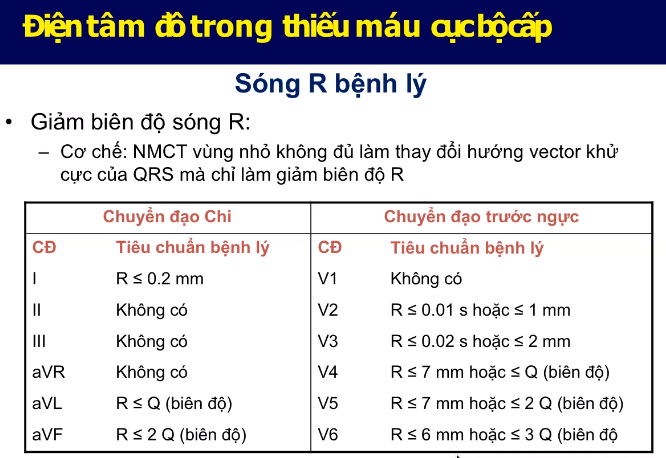 Điện tâm đồ trong thiếu máu cục bộ cấp
Sóng R bệnh lý
• Giảm biên độ sóng R:
– Cơ chế: NMCT vùng nhỏ không đủ làm thay đổi hướng vector khử
cực của QRS mà chỉ làm giảm biên độ R
Chuyển đạo Chi Chuyển đạo trước ngực
CĐ Tiêu chuẩn bệnh lý CĐ Tiêu chuẩn bệnh lý
I R ≤ 0.2 mm V1 Không có
II Không có V2 R ≤ 0.01 s hoặc ≤ 1 mm
III Không có V3 R ≤ 0.02 s hoặc ≤ 2 mm
aVR Không có V4 R ≤ 7 mm hoặc ≤ Q (biên độ)
aVL R ≤ Q (biên độ) V5 R ≤ 7 mm hoặc ≤ 2 Q (biên độ)
aVF R ≤ 2 Q (biên độ) V6 R ≤ 6 mm hoặc ≤ 3 Q (biên độ